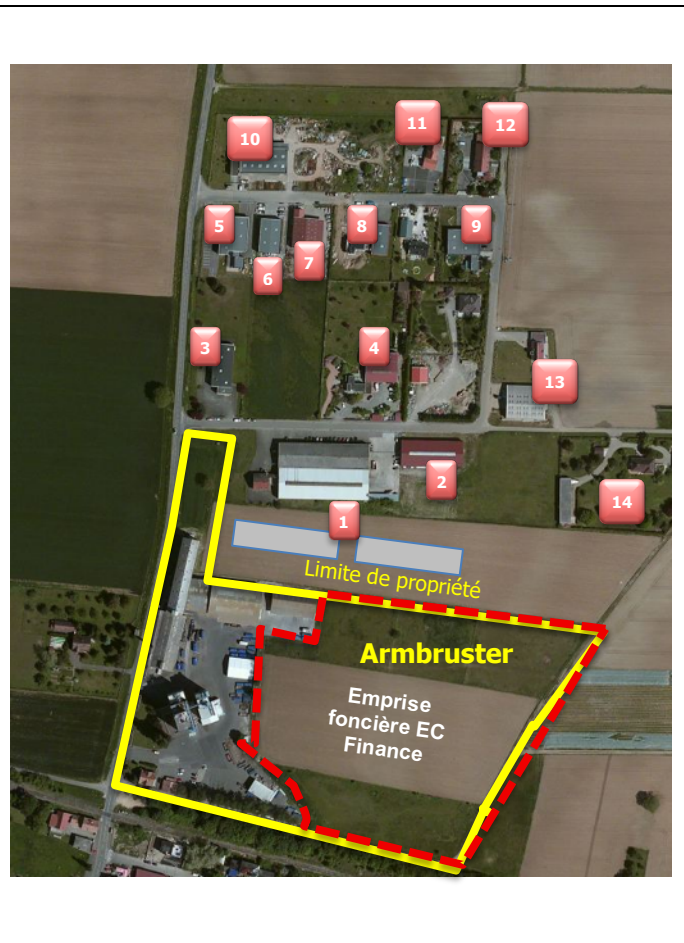 10
11
12
5
6
7
8
9
3
4
13
2
14
1
Limite de propriété
Armbruster
Emprise
foncière EC
Finance